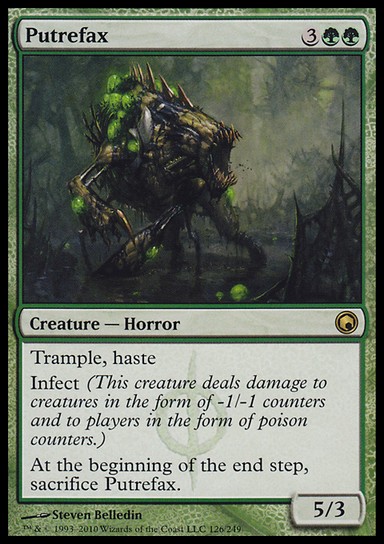 Putrefax 3
Creature — Horror
Trample, haste
Infect (This creature deals damage to
creatures in the form of -1/-1 counters
and to players in the form of poison
counters.)
At the beginning of the end step,
sacrifice Putrefax.
5/3
Steven Belledin
™ & © 1993–2010 Wizards of the Coast LLC 126/249